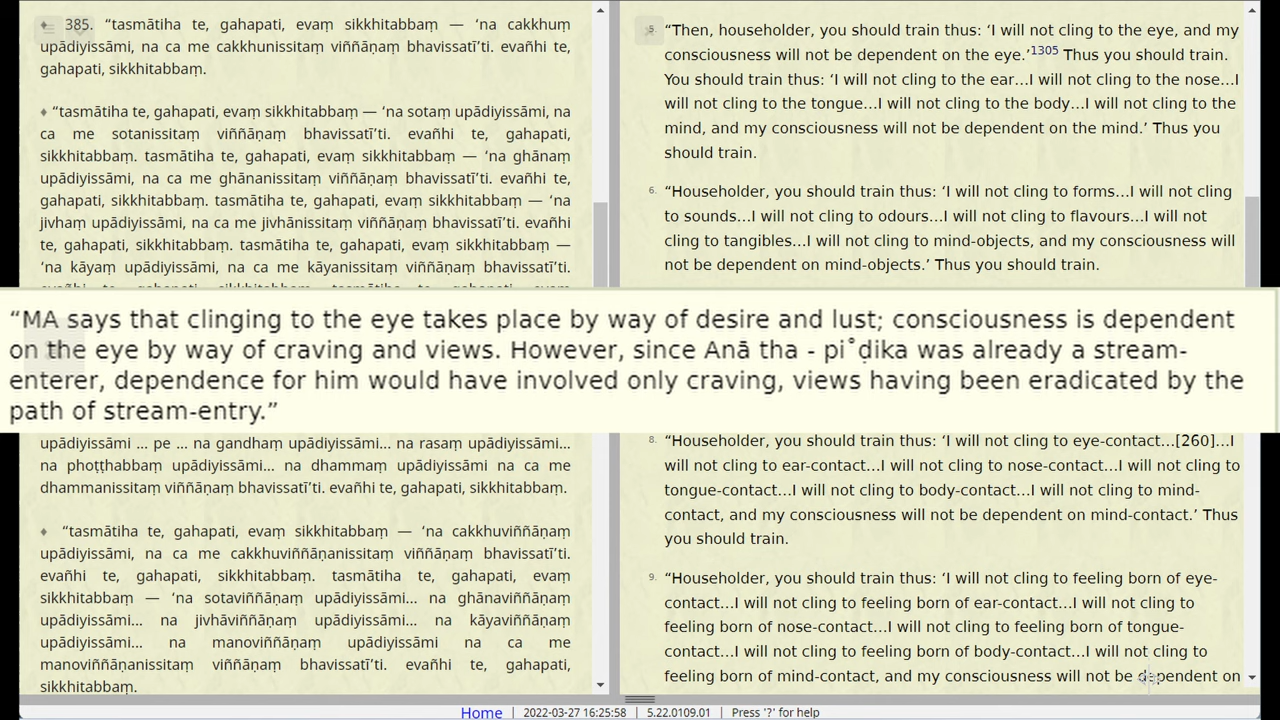 ♦ 385. “tasmātiha te, gahapati, evaṃ sikkhitabbaṃ — ‘na cakkhuṃ
upādiyissāmi, na ca me cakkhunissitaṃ viññāṇaṃ bhavissatī’ti. evañhi te,
gahapati, sikkhitabbaṃ.
♦ “tasmātiha te, gahapati, evaṃ sikkhitabbaṃ — ‘na sotaṃ upādiyissāmi, na
ca me sotanissitaṃ viññāṇaṃ bhavissatī’ti. evañhi te, gahapati,
sikkhitabbaṃ. tasmātiha te, gahapati, evaṃ sikkhitabbaṃ — ‘na ghānaṃ
upādiyissāmi, na ca me ghānanissitaṃ viññāṇaṃ bhavissatī’ti. evañhi te,
gahapati, sikkhitabbaṃ. tasmātiha te, gahapati, evaṃ sikkhitabbaṃ — ‘na
jivhaṃ upādiyissāmi, na ca me jivhānissitaṃ viññāṇaṃ bhavissatī’ti. evañhi
te, gahapati, sikkhitabbaṃ. tasmātiha te, gahapati, evaṃ sikkhitabbaṃ —
‘na kāyaṃ upādiyissāmi, na ca me kāyanissitaṃ viññāṇaṃ bhavissatī’ti.
5. “Then, householder, you should train thus: ‘I will not cling to the eye, and my
consciousness will not be dependent on the eye.’1305 Thus you should train.
You should train thus: ‘I will not cling to the ear…I will not cling to the nose…I
will not cling to the tongue…I will not cling to the body…I will not cling to the
mind, and my consciousness will not be dependent on the mind.’ Thus you
should train.
6. “Householder, you should train thus: ‘I will not cling to forms…I will not cling
to sounds…I will not cling to odours…I will not cling to flavours…I will not
cling to tangibles…I will not cling to mind-objects, and my consciousness will
not be dependent on mind-objects.’ Thus you should train.
“MA says that clinging to the eye takes place by way of desire and lust; consciousness is dependent
on the eye by way of craving and views. However, since Anā tha - pi˚ḍika was already a stream-
enterer, dependence for him would have involved only craving, views having been eradicated by the
path of stream-entry.”
upādiyissāmi ... pe ... na gandhaṃ upādiyissāmi... na rasaṃ upādiyissāmi...
na phoṭṭhabbaṃ upādiyissāmi... na dhammaṃ upādiyissāmi na ca me
dhammanissitaṃ viññāṇaṃ bhavissatī’ti. evañhi te, gahapati, sikkhitabbaṃ.
♦ “tasmātiha te, gahapati, evaṃ sikkhitabbaṃ — ‘na cakkhuviññāṇaṃ
upādiyissāmi, na ca me cakkhuviññāṇanissitaṃ viññāṇaṃ bhavissatī’ti.
evañhi te, gahapati, sikkhitabbaṃ. tasmātiha te, gahapati, evaṃ
sikkhitabbaṃ — ‘na sotaviññāṇaṃ upādiyissāmi... na ghānaviññāṇaṃ
upādiyissāmi... na jivhāviññāṇaṃ upādiyissāmi... na kāyaviññāṇaṃ
upādiyissāmi... na manoviññāṇaṃ upādiyissāmi na ca me
manoviññāṇanissitaṃ viññāṇaṃ bhavissatī’ti. evañhi te, gahapati,
sikkhitabbaṃ.
8. “Householder, you should train thus: ‘I will not cling to eye-contact…[260]…I
will not cling to ear-contact…I will not cling to nose-contact…I will not cling to
tongue-contact…I will not cling to body-contact…I will not cling to mind-
contact, and my consciousness will not be dependent on mind-contact.’ Thus
you should train.
9. “Householder, you should train thus: ‘I will not cling to feeling born of eye-
contact…I will not cling to feeling born of ear-contact…I will not cling to
feeling born of nose-contact…I will not cling to feeling born of tongue-
contact…I will not cling to feeling born of body-contact…I will not cling to
feeling born of mind-contact, and my consciousness will not be dependent on
Home | 2022-03-27 16:25:58 | 5.22.0109.01 | Press '?' for help